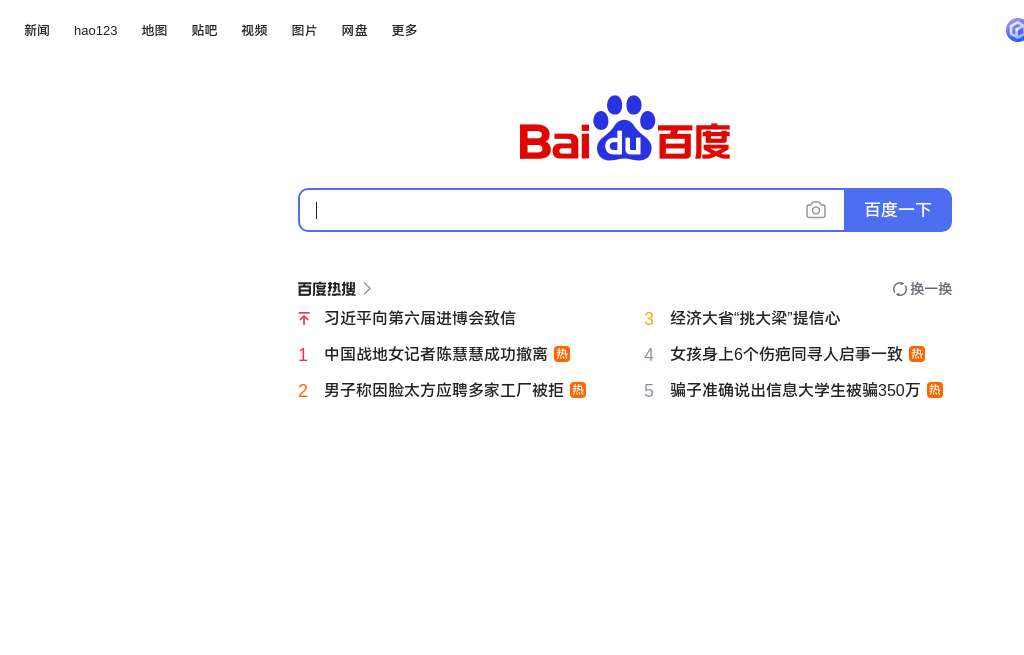 新闻 hao123 地图 贴吧 视频 图片 网盘 更多
Bai du 百度
百度一下
百度热搜 换一换
习近平向第六届进博会致信
3 经济大省“挑大梁”提信心
1 中国战地女记者陈慧慧成功撤离 热
4 女孩身上6个伤疤同寻人启事一致 热
2 男子称因脸太方应聘多家工厂被拒 热
5 骗子准确说出信息大学生被骗350万 热